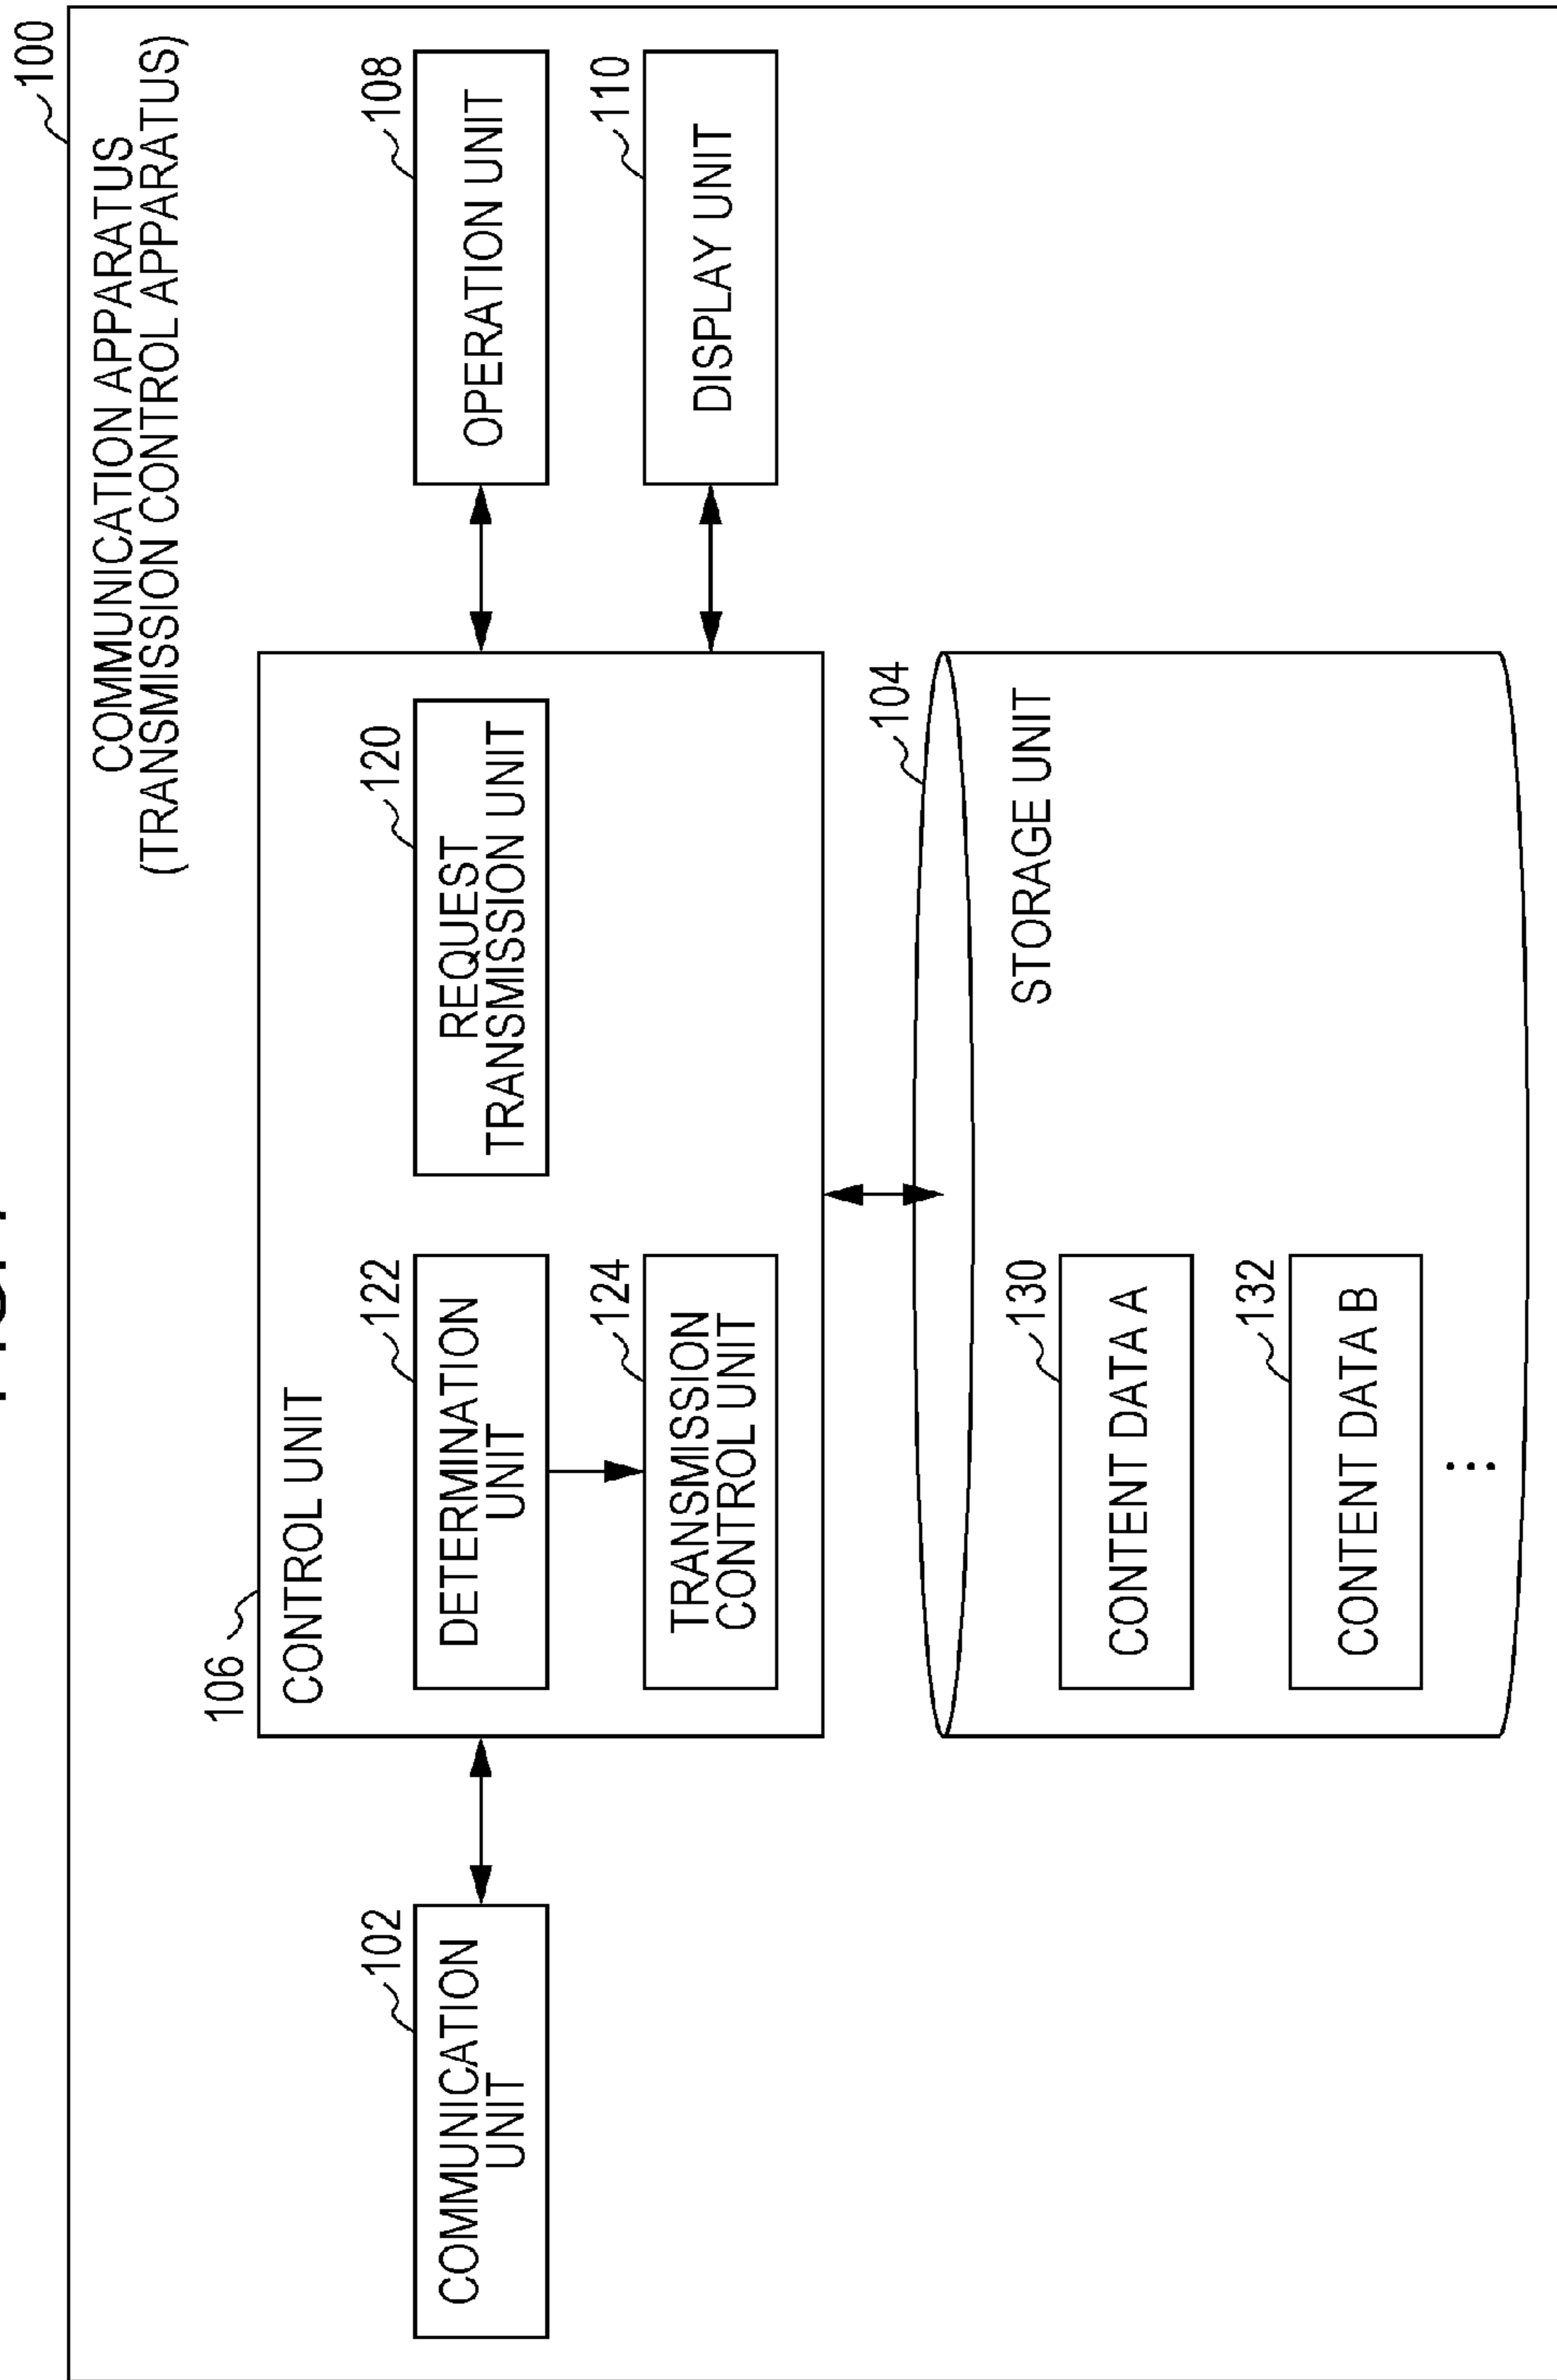 100
COMMUNICATION APPARATUS
(TRANSMISSION CONTROL APPARATUS)
106
CONTROL UNIT
102
COMMUNICATION
UNIT
122
DETERMINATION
UNIT
120
REQUEST
TRANSMISSION UNIT
108
OPERATION UNIT
124
TRANSMISSION
CONTROL UNIT
110
DISPLAY UNIT
104
STORAGE UNIT
130
CONTENT DATA A
132
CONTENT DATA B